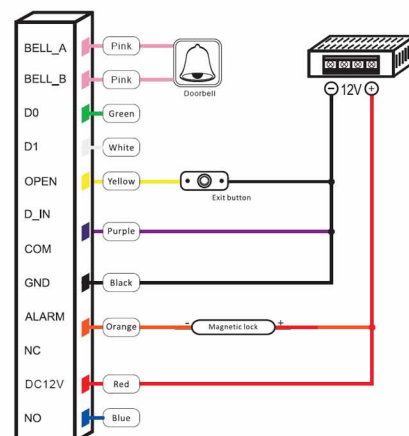 BELL_A Pink
BELL_B Pink
Doorbell
12V
D0 Green
D1 White
OPEN Yellow
Exit button
D_IN
Purple
COM
GND Black
ALARM
Orange - Magnetic lock +
NC
DC12V Red
NO Blue